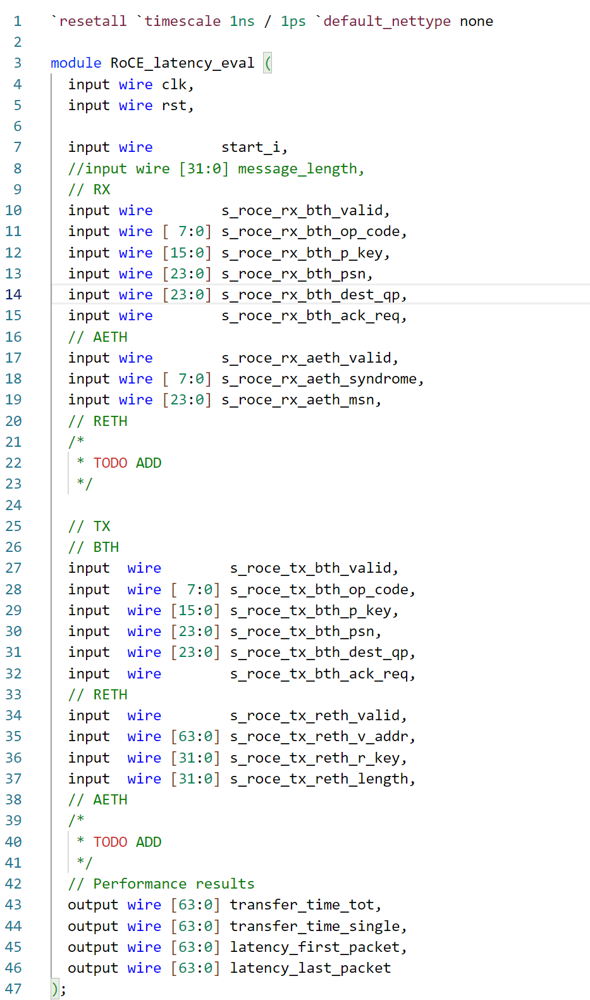 1 `resetall `timescale 1ns / 1ps `default_nettype none
2
3 module RoCE_latency_eval (
4   input wire clk,
5   input wire rst,
6
7   input wire        start_i,
8   //input wire [31:0] message_length,
9   // RX
10   input wire        s_roce_rx_bth_valid,
11   input wire [ 7:0] s_roce_rx_bth_op_code,
12   input wire [15:0] s_roce_rx_bth_p_key,
13   input wire [23:0] s_roce_rx_bth_psn,
14   input wire [23:0] s_roce_rx_bth_dest_qp,
15   input wire        s_roce_rx_bth_ack_req,
16   // AETH
17   input wire        s_roce_rx_aeth_valid,
18   input wire [ 7:0] s_roce_rx_aeth_syndrome,
19   input wire [23:0] s_roce_rx_aeth_msn,
20   // RETH
21   /*
22    * TODO ADD
23    */
24
25   // TX
26   // BTH
27   input  wire        s_roce_tx_bth_valid,
28   input  wire [ 7:0] s_roce_tx_bth_op_code,
29   input  wire [15:0] s_roce_tx_bth_p_key,
30   input  wire [23:0] s_roce_tx_bth_psn,
31   input  wire [23:0] s_roce_tx_bth_dest_qp,
32   input  wire        s_roce_tx_bth_ack_req,
33   // RETH
34   input  wire        s_roce_tx_reth_valid,
35   input  wire [63:0] s_roce_tx_reth_v_addr,
36   input  wire [31:0] s_roce_tx_reth_r_key,
37   input  wire [31:0] s_roce_tx_reth_length,
38   // AETH
39   /*
40    * TODO ADD
41    */
42   // Performance results
43   output wire [63:0] transfer_time_tot,
44   output wire [63:0] transfer_time_single,
45   output wire [63:0] latency_first_packet,
46   output wire [63:0] latency_last_packet
47 );